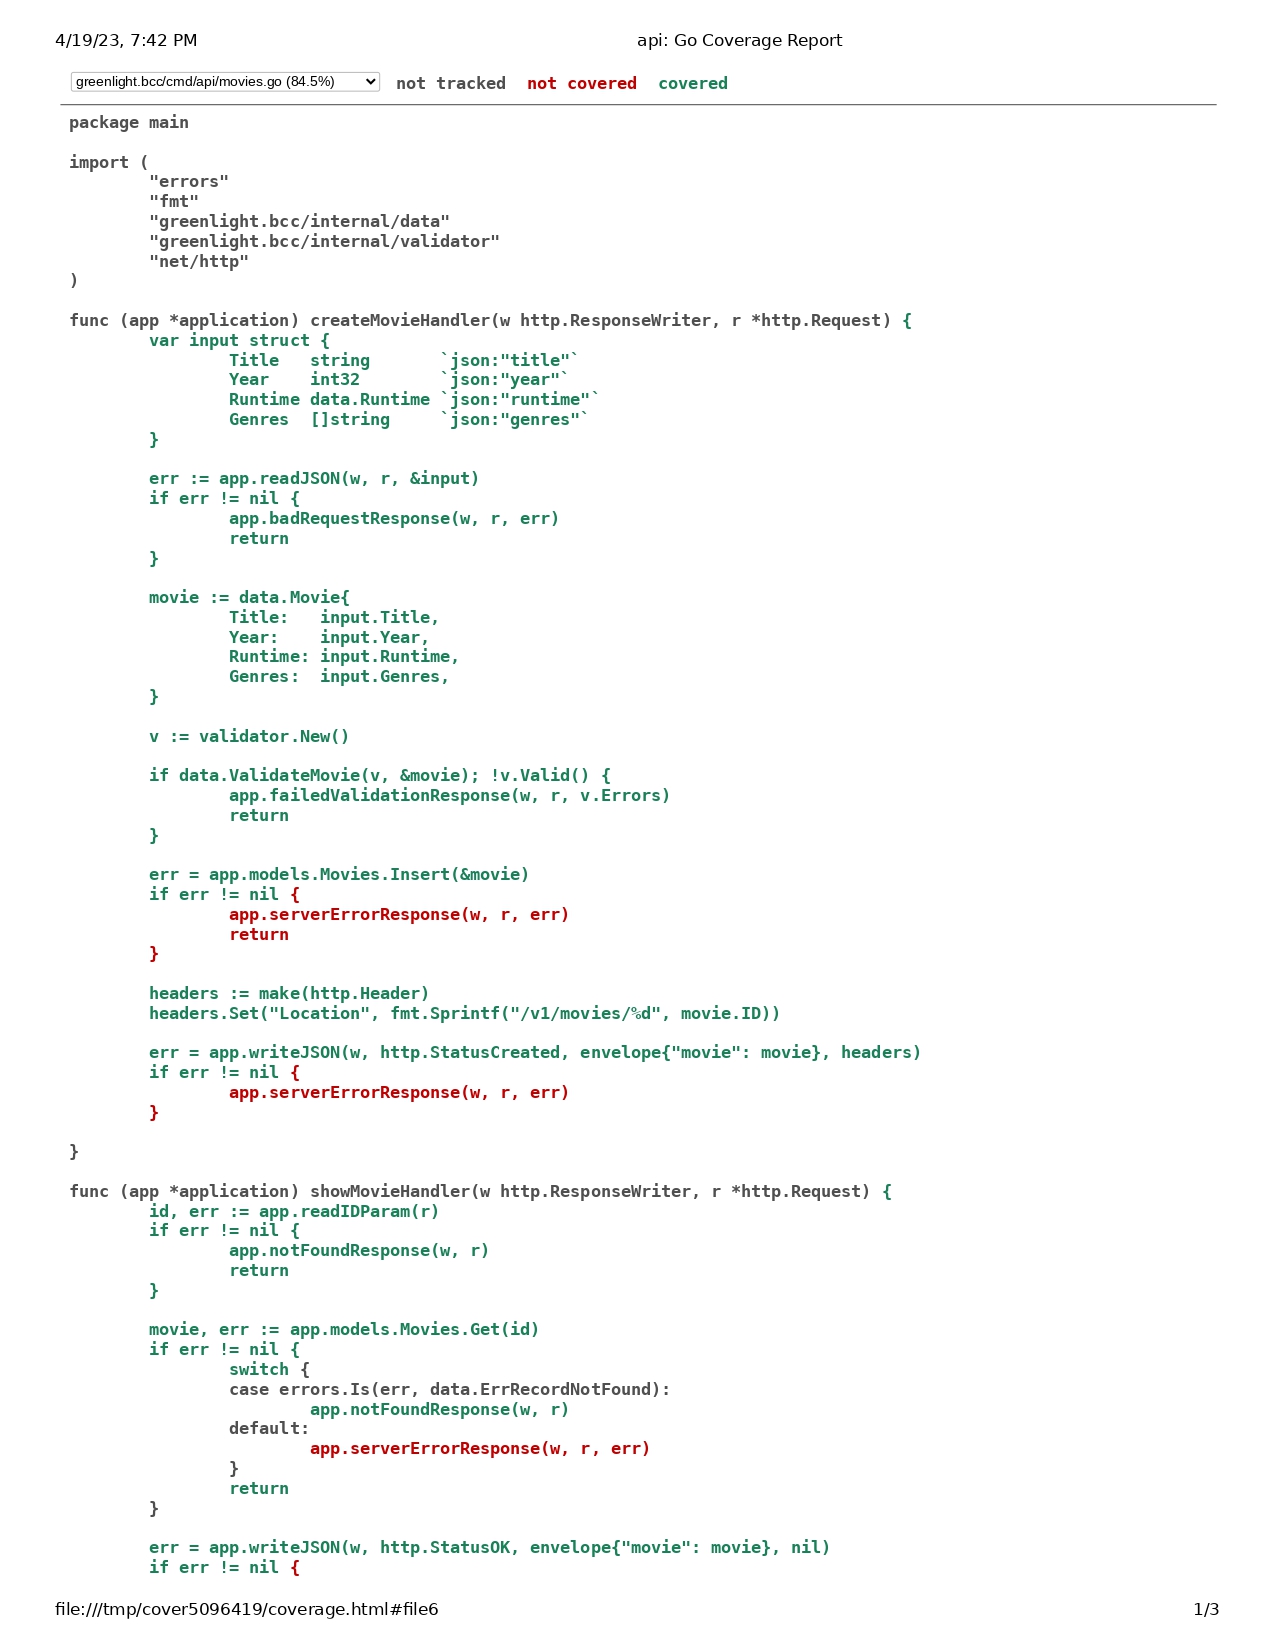 4/19/23, 7:42 PM api: Go Coverage Report
greenlight.bcc/cmd/api/movies.go (84.5%) not tracked not covered covered
package main

import (
        "errors"
        "fmt"
        "greenlight.bcc/internal/data"
        "greenlight.bcc/internal/validator"
        "net/http"
)

func (app *application) createMovieHandler(w http.ResponseWriter, r *http.Request) {
        var input struct {
                Title   string       `json:"title"`
                Year    int32        `json:"year"`
                Runtime data.Runtime `json:"runtime"`
                Genres  []string     `json:"genres"`
        }

        err := app.readJSON(w, r, &input)
        if err != nil {
                app.badRequestResponse(w, r, err)
                return
        }

        movie := data.Movie{
                Title:   input.Title,
                Year:    input.Year,
                Runtime: input.Runtime,
                Genres:  input.Genres,
        }

        v := validator.New()

        if data.ValidateMovie(v, &movie); !v.Valid() {
                app.failedValidationResponse(w, r, v.Errors)
                return
        }

        err = app.models.Movies.Insert(&movie)
        if err != nil {
                app.serverErrorResponse(w, r, err)
                return
        }

        headers := make(http.Header)
        headers.Set("Location", fmt.Sprintf("/v1/movies/%d", movie.ID))

        err = app.writeJSON(w, http.StatusCreated, envelope{"movie": movie}, headers)
        if err != nil {
                app.serverErrorResponse(w, r, err)
        }

}

func (app *application) showMovieHandler(w http.ResponseWriter, r *http.Request) {
        id, err := app.readIDParam(r)
        if err != nil {
                app.notFoundResponse(w, r)
                return
        }

        movie, err := app.models.Movies.Get(id)
        if err != nil {
                switch {
                case errors.Is(err, data.ErrRecordNotFound):
                        app.notFoundResponse(w, r)
                default:
                        app.serverErrorResponse(w, r, err)
                }
                return
        }

        err = app.writeJSON(w, http.StatusOK, envelope{"movie": movie}, nil)
        if err != nil {
file:///tmp/cover5096419/coverage.html#file6 1/3